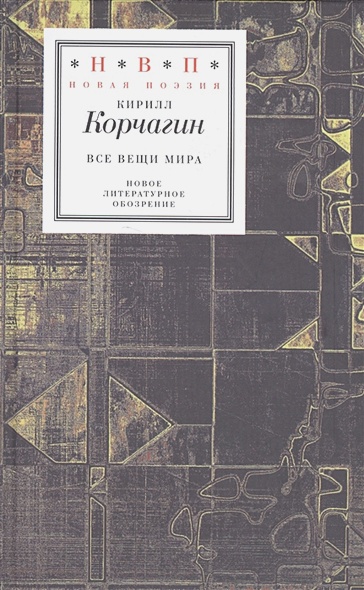 * Н * В * П *
НОВАЯ ПОЭЗИЯ
КИРИЛЛ
Корчагин
ВСЕ ВЕЩИ МИРА
НОВОЕ
ЛИТЕРАТУРНОЕ
ОБОЗРЕНИЕ